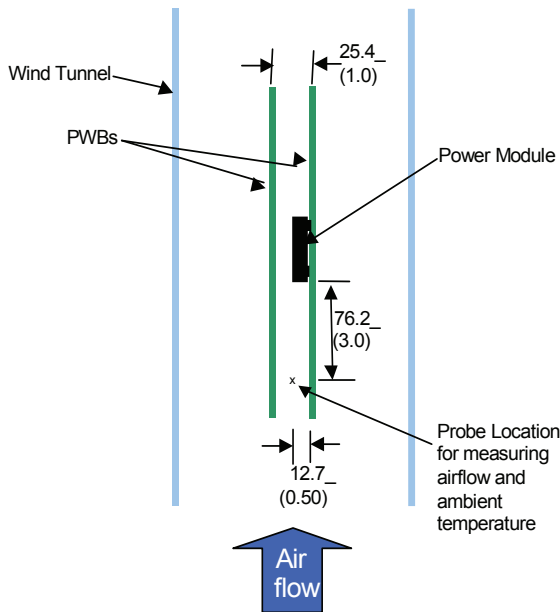 25.4_
(1.0)
Wind Tunnel
PWBs
Power Module
76.2_
(3.0)
x
Probe Location
for measuring
airflow and
ambient
temperature
12.7_
(0.50)
Air
flow